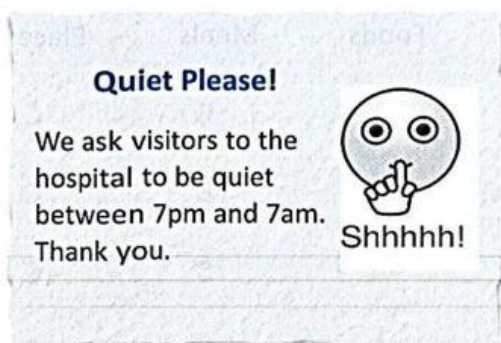 Quiet Please!
We ask visitors to the
hospital to be quiet
between 7pm and 7am.
Thank you.
Shhhhh!